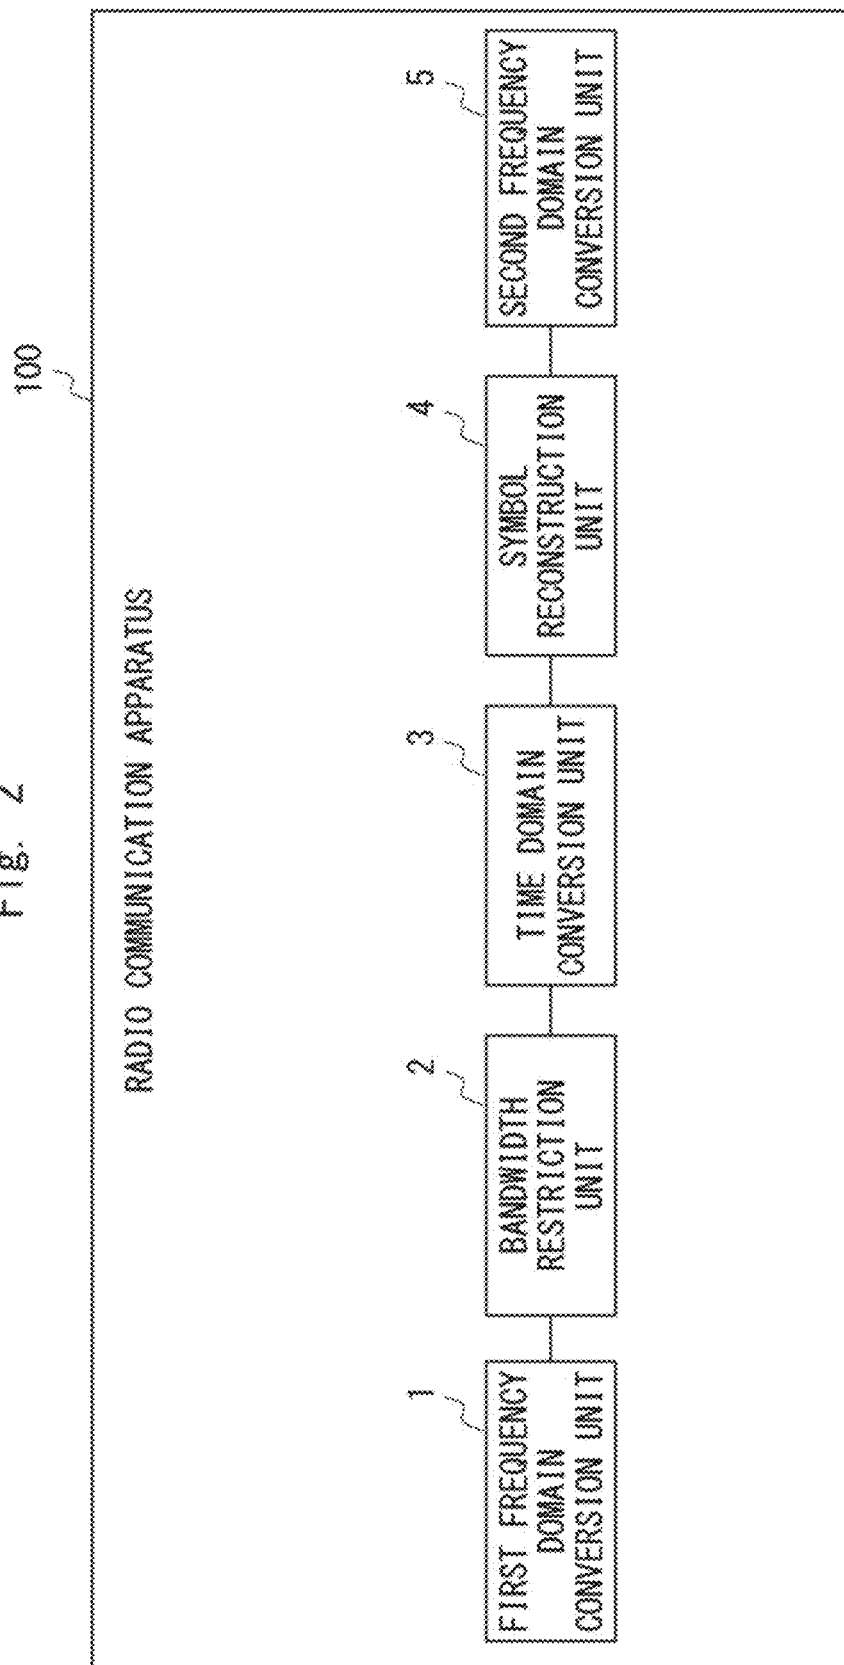 Fig. 2
100
RADIO COMMUNICATION APPARATUS
1
2
3
4
5
FIRST FREQUENCY
DOMAIN
CONVERSION UNIT
BANDWIDTH
RESTRICTION
UNIT
TIME DOMAIN
CONVERSION UNIT
SYMBOL
RECONSTRUCTION
UNIT
SECOND FREQUENCY
DOMAIN
CONVERSION UNIT